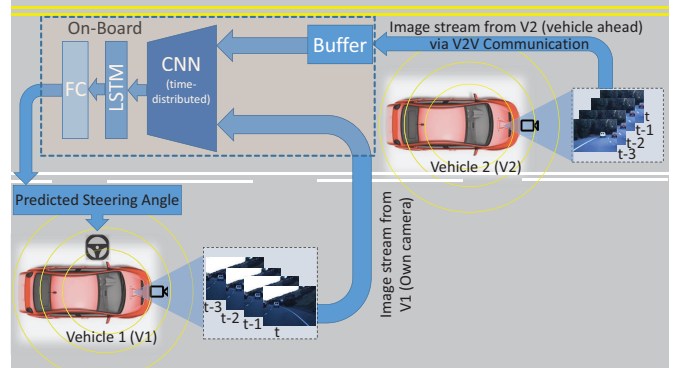 On-Board
Image stream from V2 (vehicle ahead)
via V2V Communication
Buffer
CNN
(time-
distributed)
LSTM
FC
t
t-1
t-2
t-3
Vehicle 2 (V2)
Predicted Steering Angle
Image stream from
V1 (Own camera)
t-3
t-2
t-1
t
Vehicle 1 (V1)